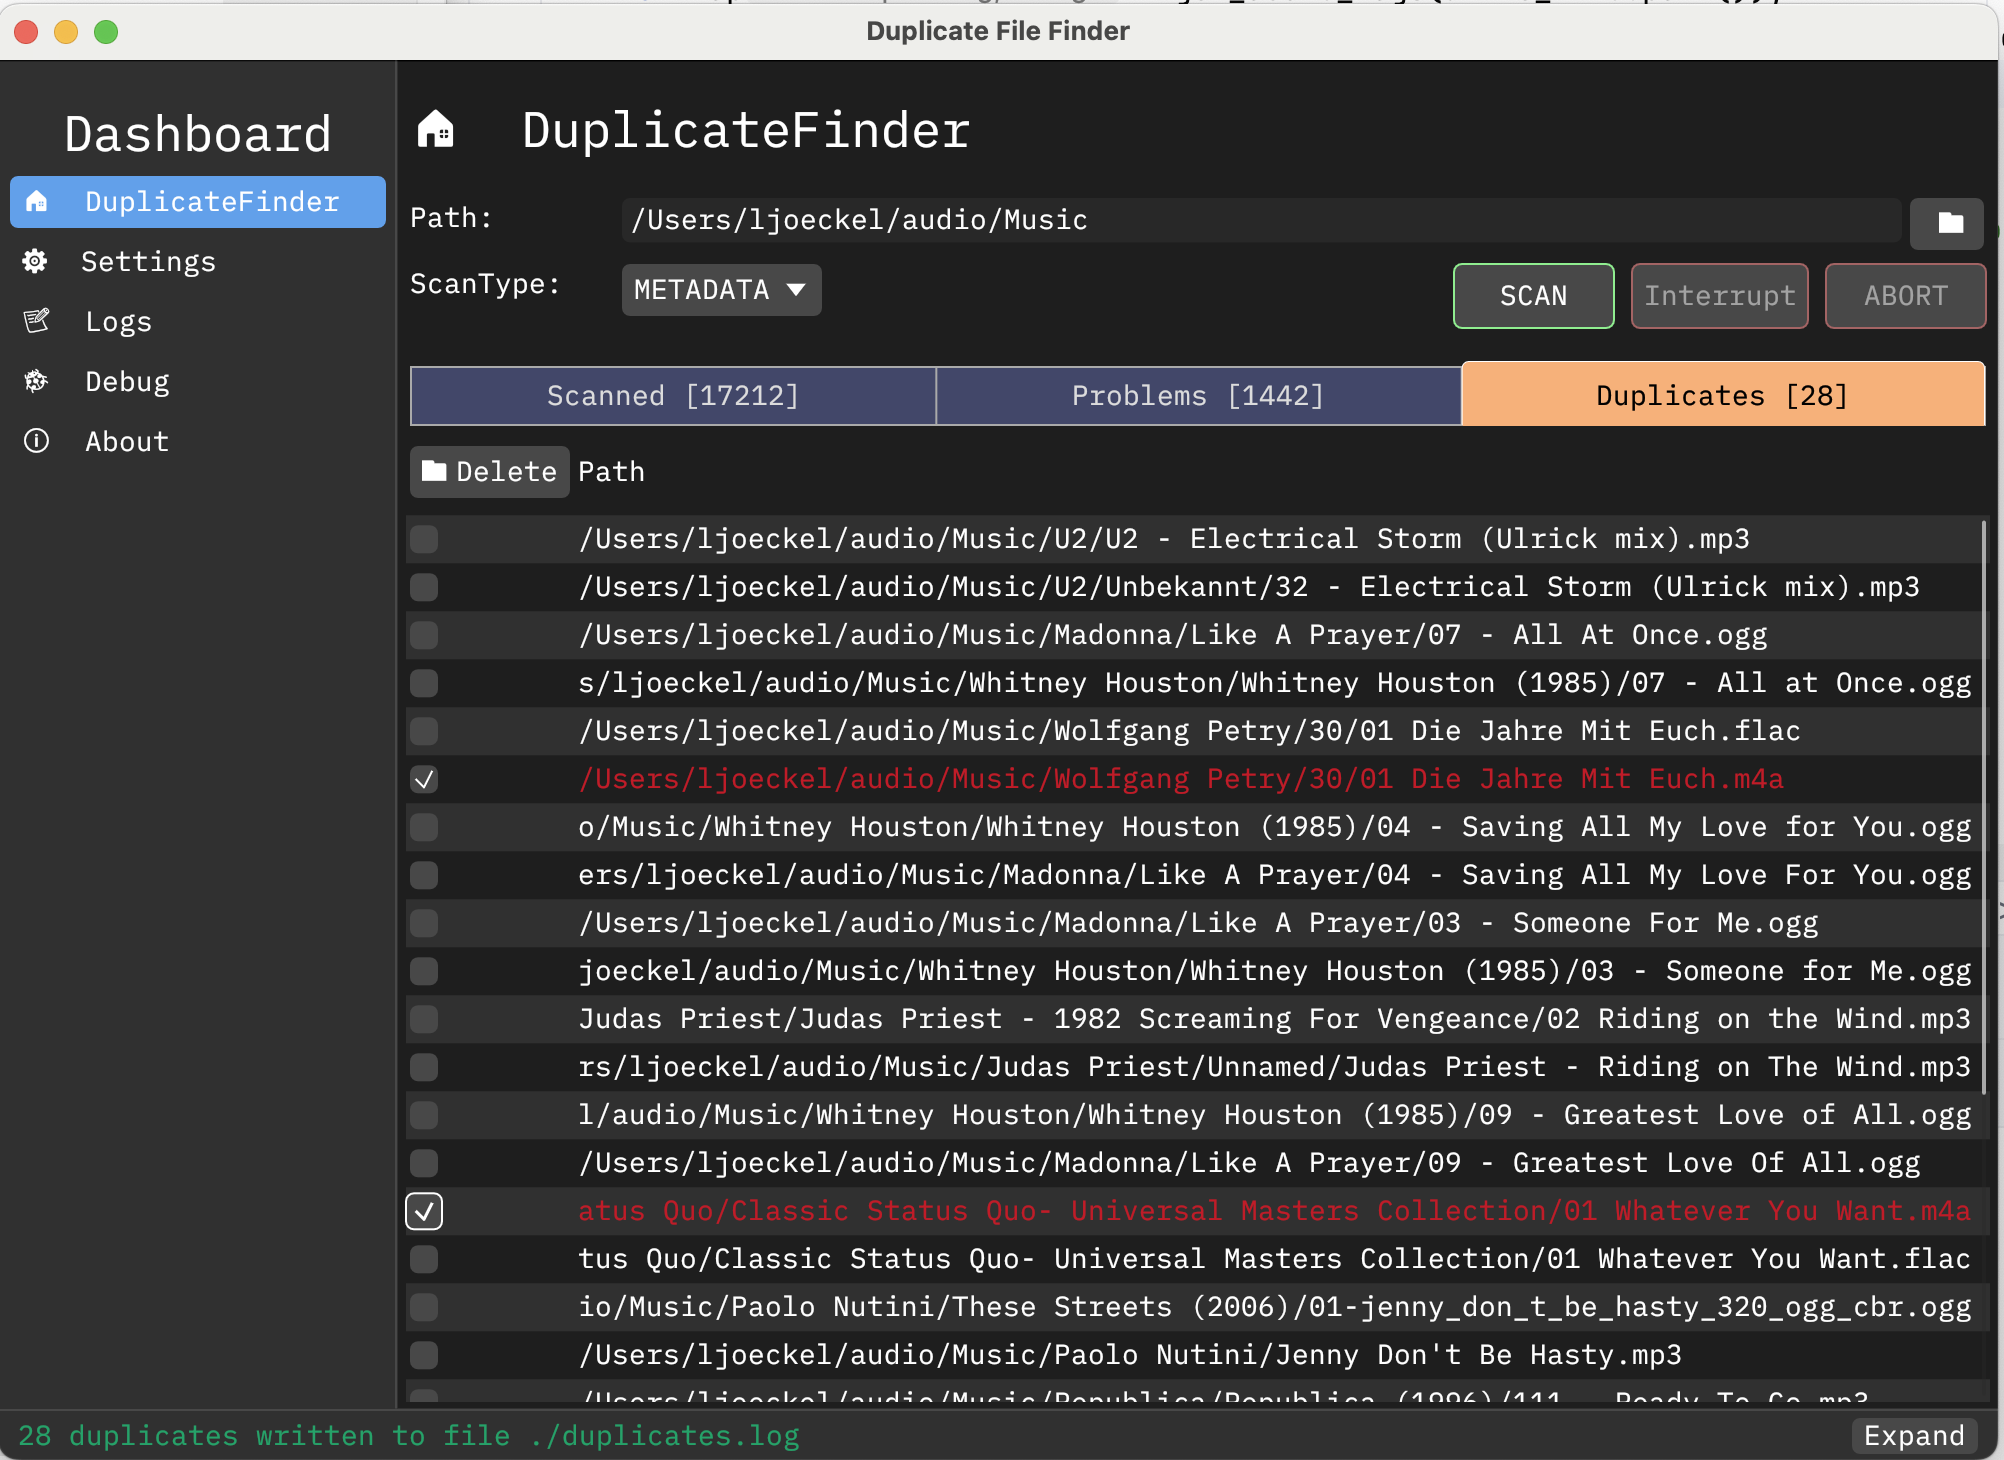 Duplicate File Finder
Dashboard
DuplicateFinder
Settings
Logs
Debug
About
DuplicateFinder
Path:
/Users/ljoeckel/audio/Music
ScanType:
METADATA
SCAN
Interrupt
ABORT
Scanned [17212]
Problems [1442]
Duplicates [28]
Delete Path
/Users/ljoeckel/audio/Music/U2/U2 - Electrical Storm (Ulrick mix).mp3
/Users/ljoeckel/audio/Music/U2/Unbekannt/32 - Electrical Storm (Ulrick mix).mp3
/Users/ljoeckel/audio/Music/Madonna/Like A Prayer/07 - All At Once.ogg
s/ljoeckel/audio/Music/Whitney Houston/Whitney Houston (1985)/07 - All at Once.ogg
/Users/ljoeckel/audio/Music/Wolfgang Petry/30/01 Die Jahre Mit Euch.flac
/Users/ljoeckel/audio/Music/Wolfgang Petry/30/01 Die Jahre Mit Euch.m4a
o/Music/Whitney Houston/Whitney Houston (1985)/04 - Saving All My Love for You.ogg
ers/ljoeckel/audio/Music/Madonna/Like A Prayer/04 - Saving All My Love For You.ogg
/Users/ljoeckel/audio/Music/Madonna/Like A Prayer/03 - Someone For Me.ogg
joeckel/audio/Music/Whitney Houston/Whitney Houston (1985)/03 - Someone for Me.ogg
Judas Priest/Judas Priest - 1982 Screaming For Vengeance/02 Riding on the Wind.mp3
rs/ljoeckel/audio/Music/Judas Priest/Unnamed/Judas Priest - Riding on The Wind.mp3
l/audio/Music/Whitney Houston/Whitney Houston (1985)/09 - Greatest Love of All.ogg
/Users/ljoeckel/audio/Music/Madonna/Like A Prayer/09 - Greatest Love Of All.ogg
atus Quo/Classic Status Quo- Universal Masters Collection/01 Whatever You Want.m4a
tus Quo/Classic Status Quo- Universal Masters Collection/01 Whatever You Want.flac
io/Music/Paolo Nutini/These Streets (2006)/01-jenny_don_t_be_hasty_320_ogg_cbr.ogg
/Users/ljoeckel/audio/Music/Paolo Nutini/Jenny Don't Be Hasty.mp3
/Users/ljoeckel/audio/Music/Republica/Republica (1996)/111 - Ready To Go.mp3
28 duplicates written to file ./duplicates.log
Expand